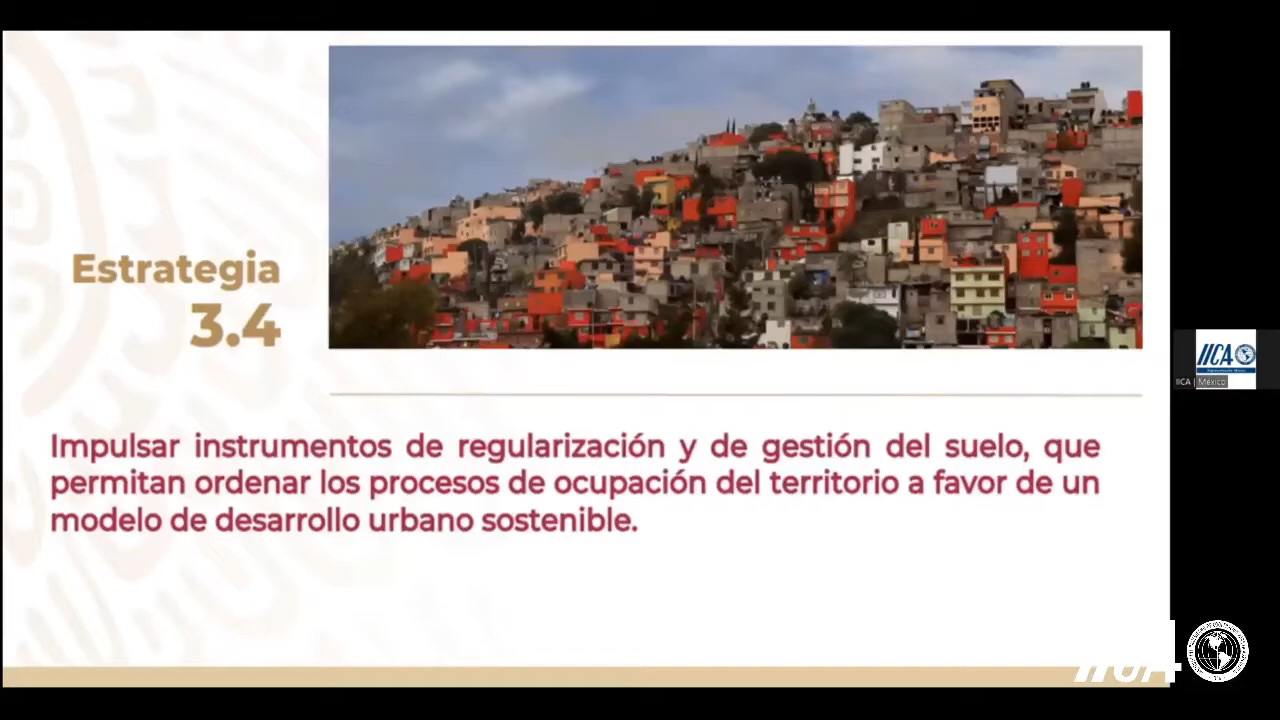 Estrategia
3.4
Impulsar instrumentos de regularización y de gestión del suelo, que
permitan ordenar los procesos de ocupación del territorio a favor de un
modelo de desarrollo urbano sostenible.
IICA
IICA | México
IICA